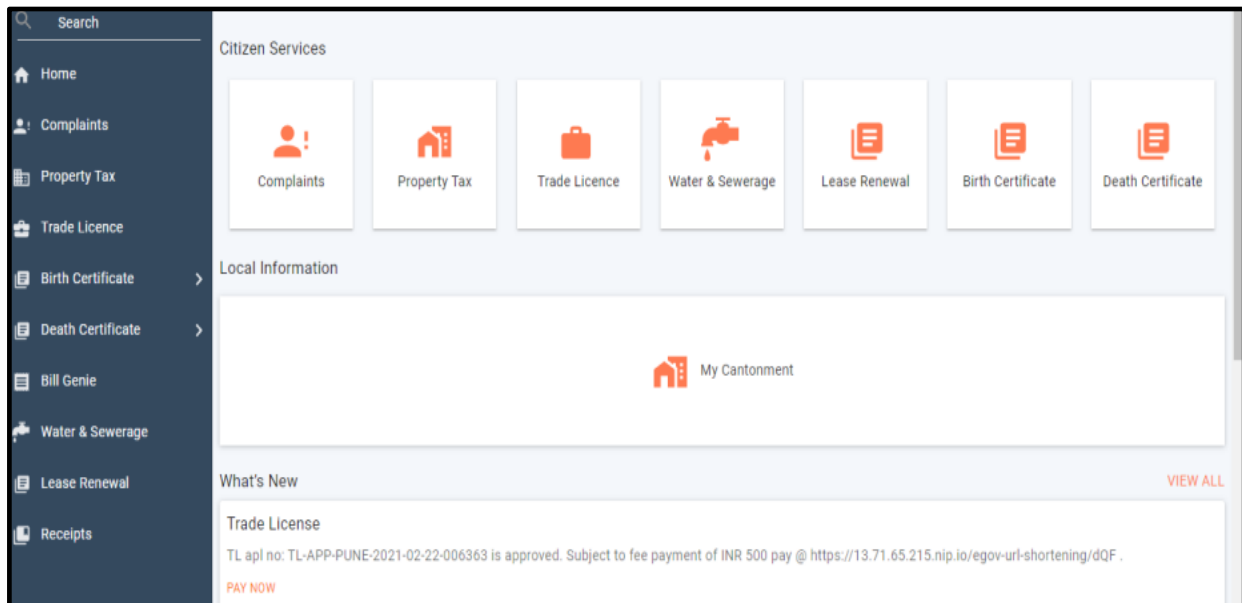 Search
Home
Complaints
Property Tax
Trade Licence
Birth Certificate
Death Certificate
Bill Genie
Water & Sewerage
Lease Renewal
Receipts
Citizen Services
Complaints
Property Tax
Trade Licence
Water & Sewerage
Lease Renewal
Birth Certificate
Death Certificate
Local Information
My Cantonment
What's New
VIEW ALL
Trade License
TL apl no: TL-APP-PUNE-2021-02-22-006363 is approved. Subject to fee payment of INR 500 pay @ https://13.71.65.215.nip.io/egov-url-shortening/dQF .
PAY NOW